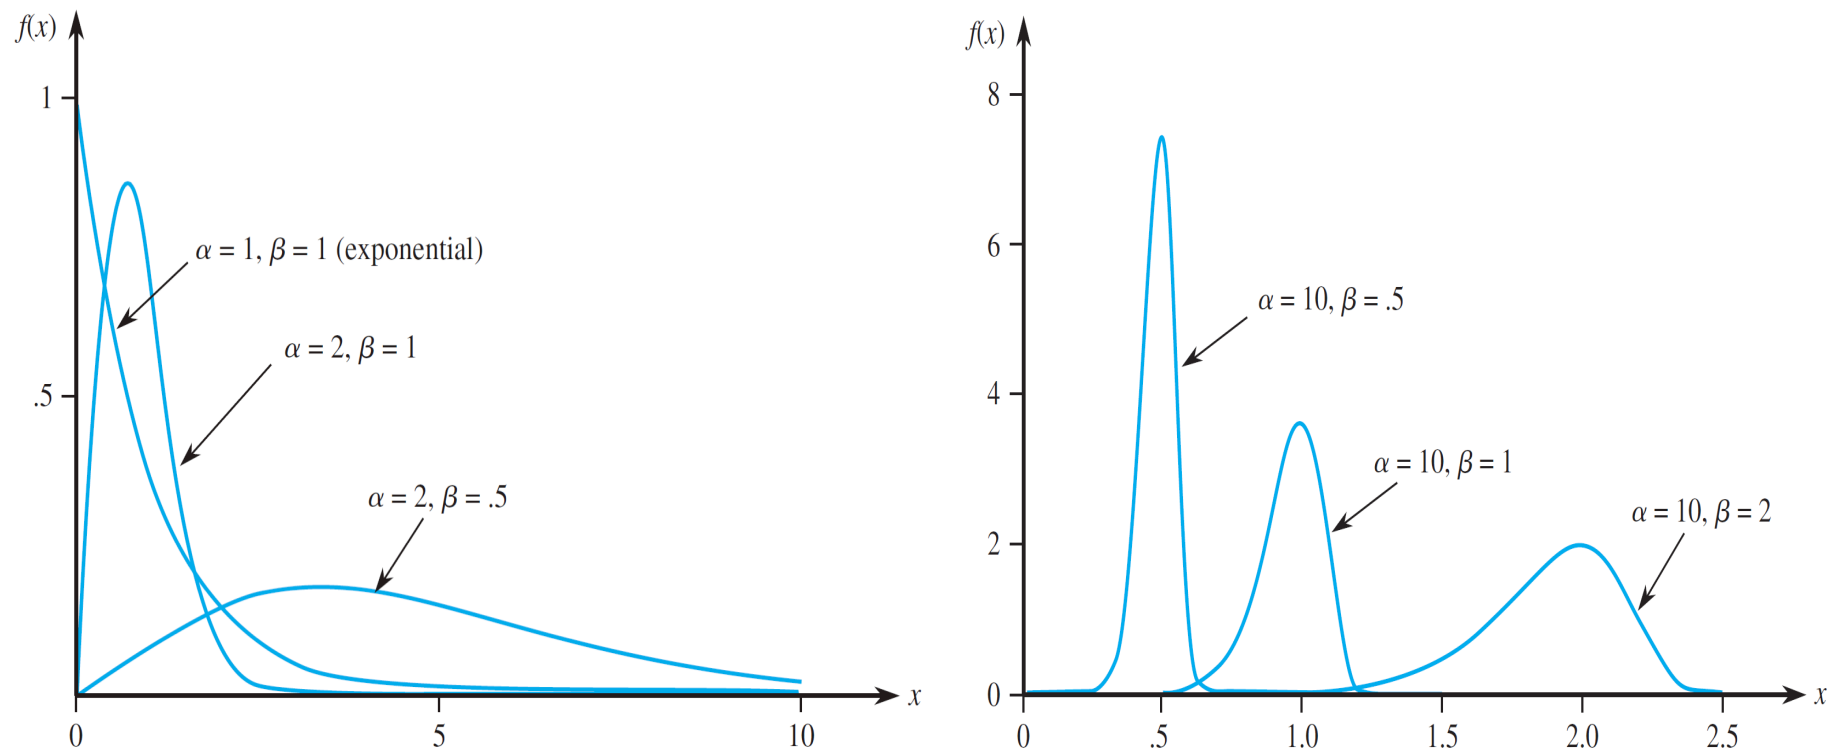 f(x)
1
α = 1, β = 1 (exponential)
α = 2, β = 1
.5
α = 2, β = .5
x
0 5 10
f(x)
8
6
α = 10, β = .5
4
α = 10, β = 1
α = 10, β = 2
2
0
x
0 .5 1.0 1.5 2.0 2.5